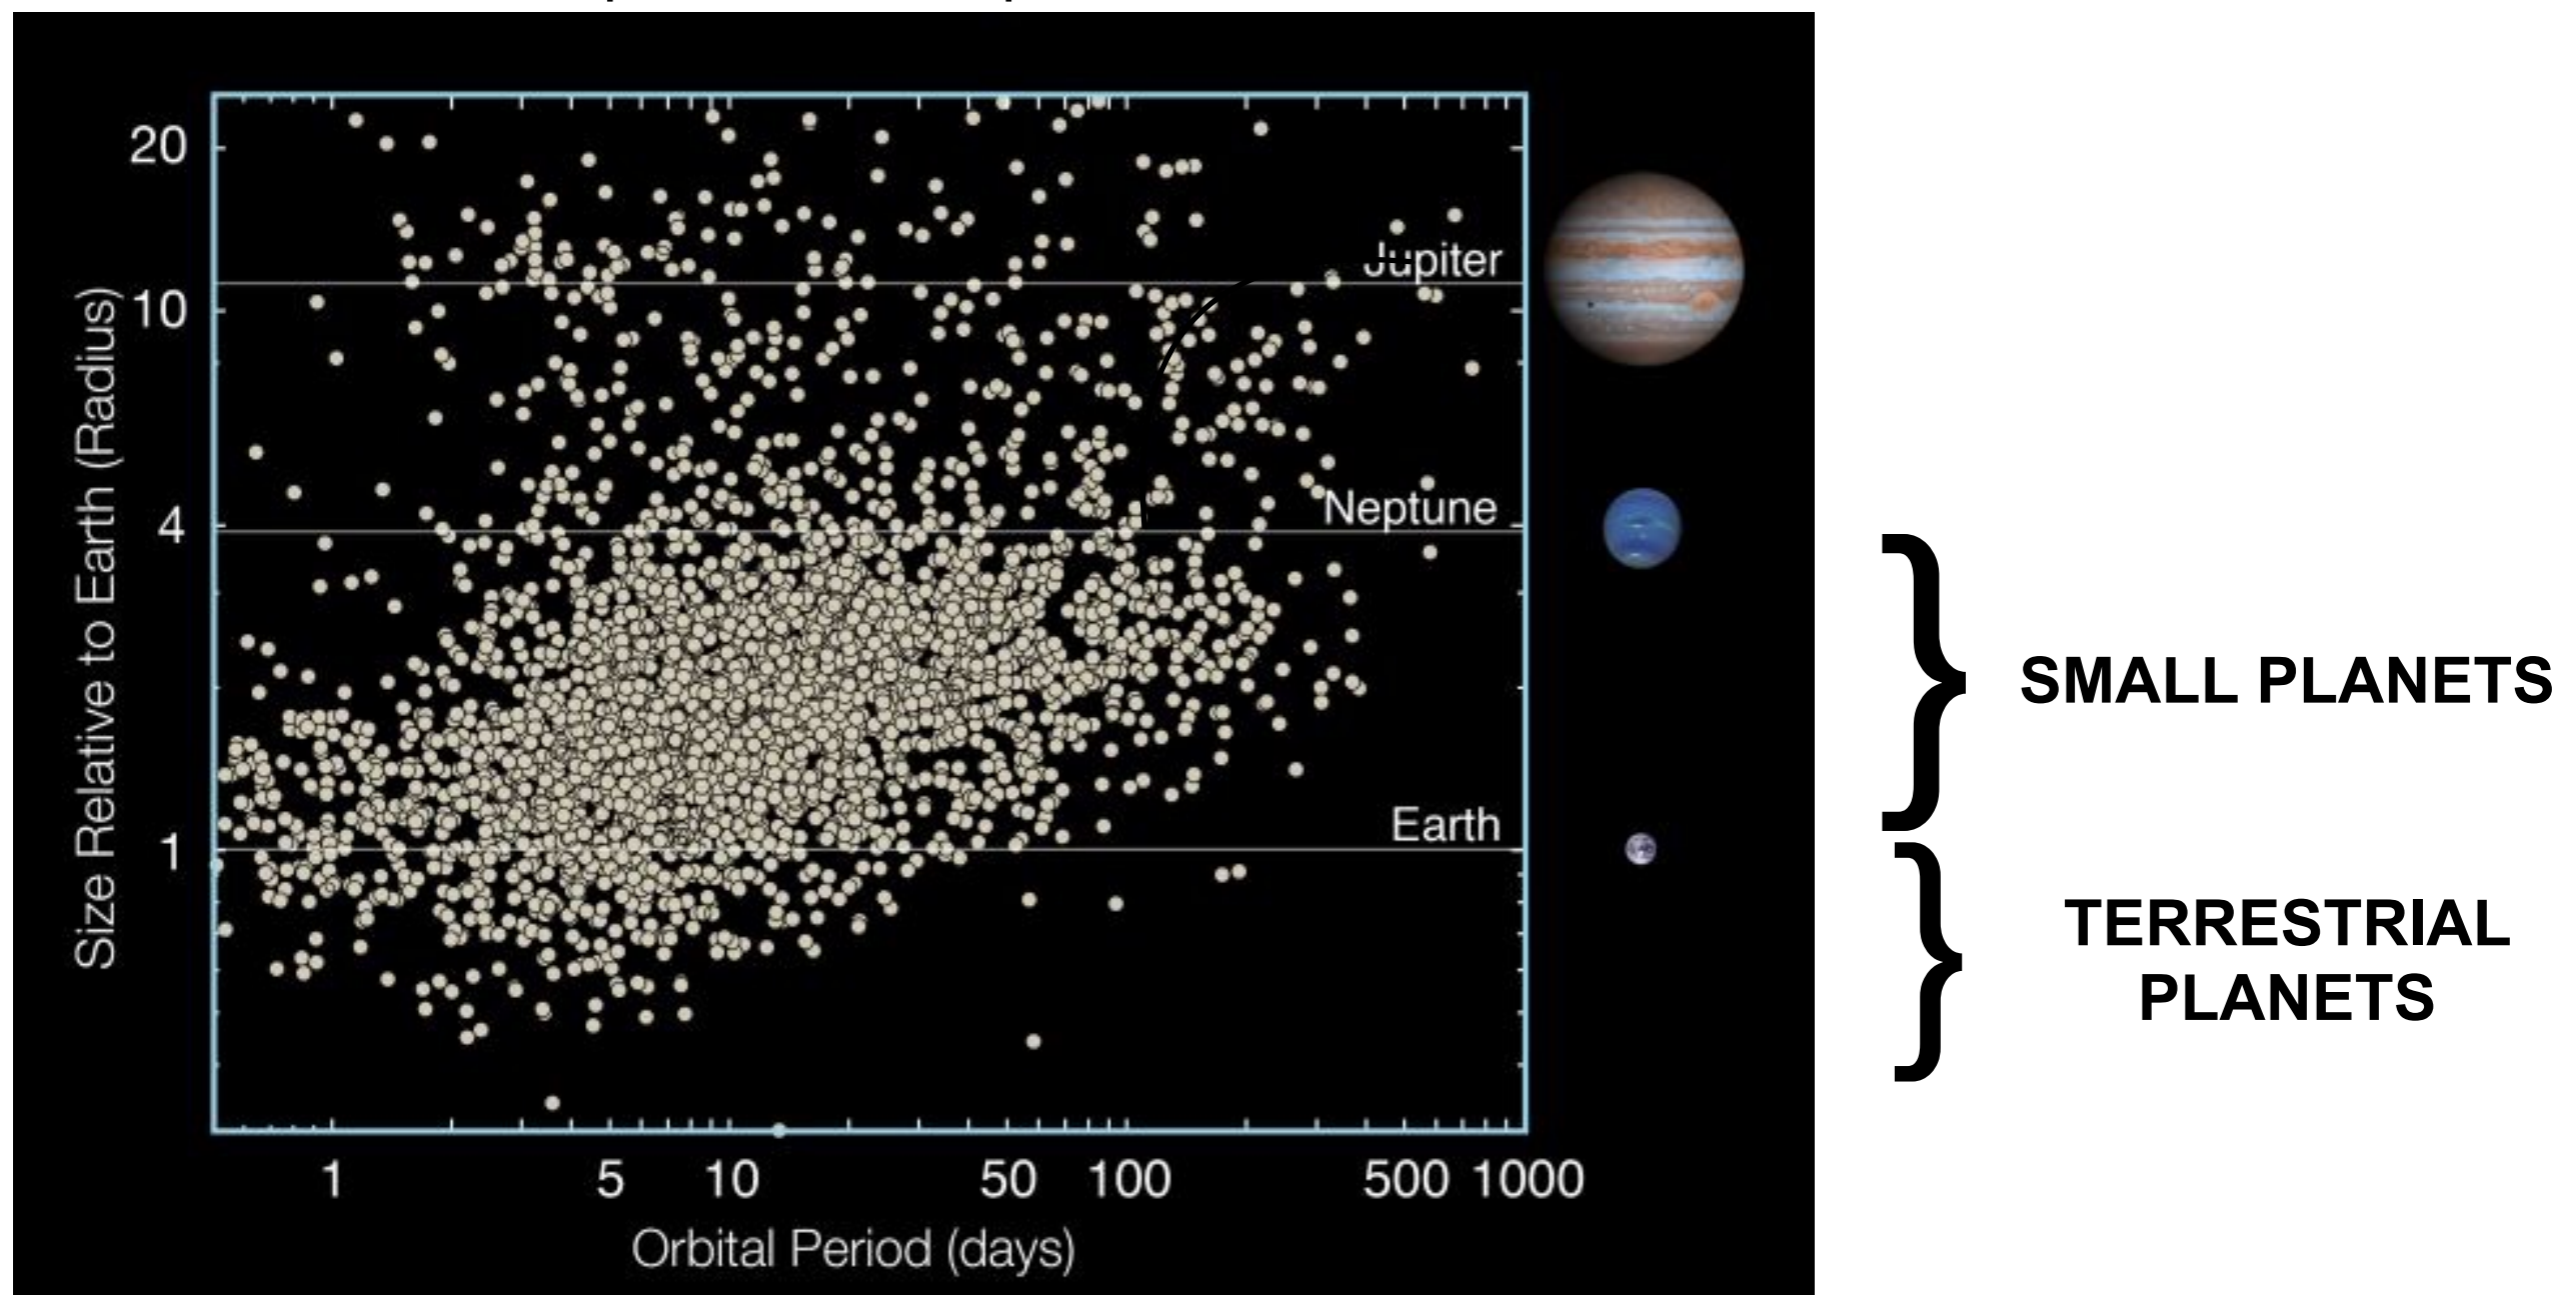 20
10
4
1
Size Relative to Earth (Radius)
Jupiter
Neptune
Earth
1 5 10 50 100 500 1000
Orbital Period (days)
SMALL PLANETS
TERRESTRIAL
PLANETS